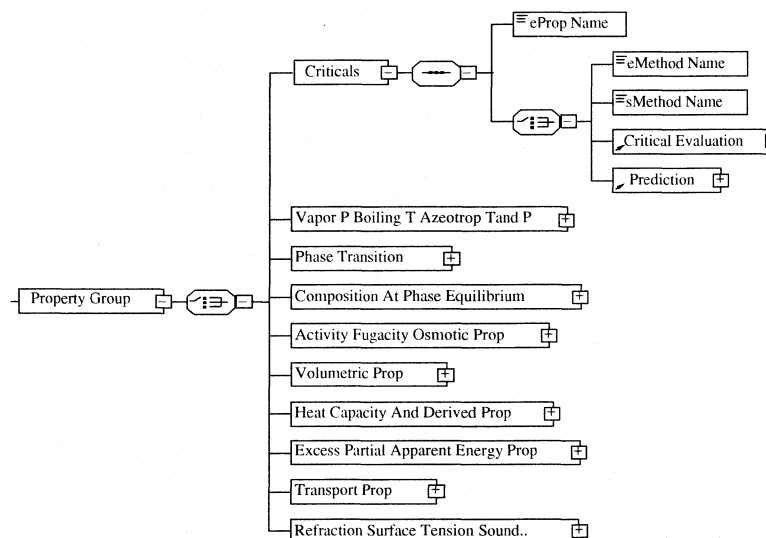 eProp Name
Criticals
eMethod Name
sMethod Name
Critical Evaluation
Prediction
Vapor P Boiling T Azeotrop Tand P
Phase Transition
Composition At Phase Equilibrium
Property Group
Activity Fugacity Osmotic Prop
Volumetric Prop
Heat Capacity And Derived Prop
Excess Partial Apparent Energy Prop
Transport Prop
Refraction Surface Tension Sound..